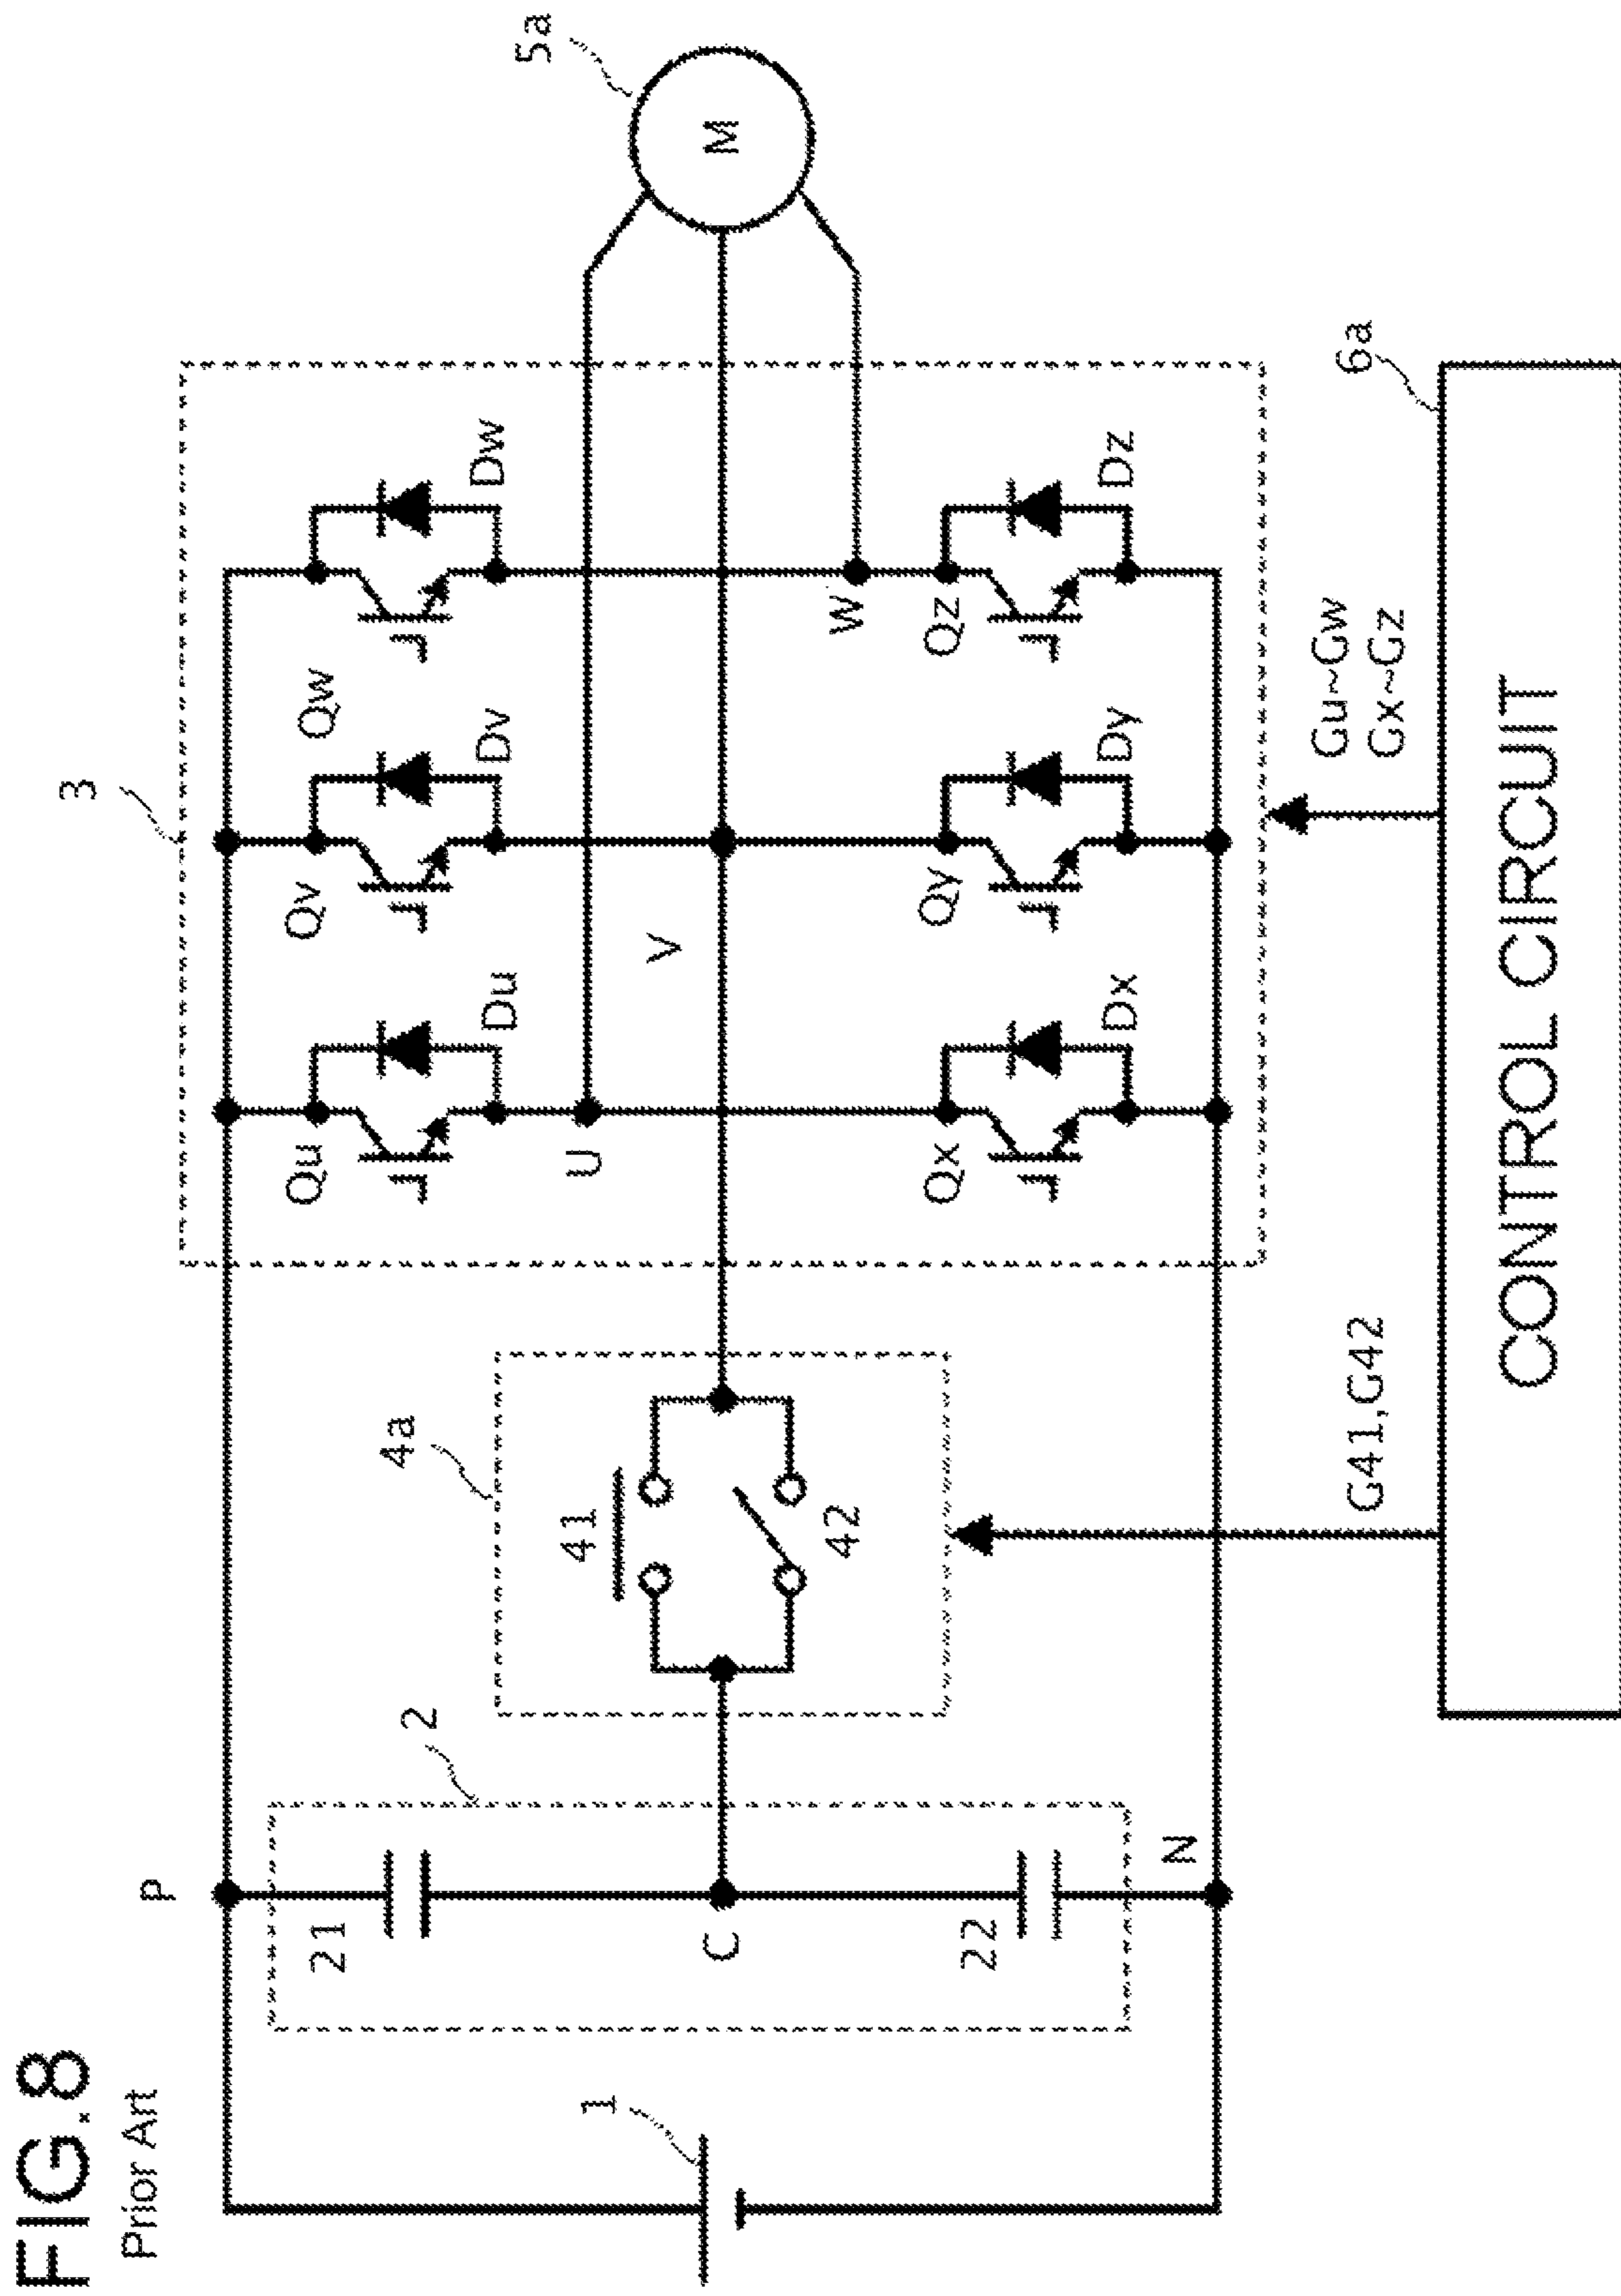 FIG.8
Prior Art
1
P
2
21
C
22
N
4a
41
42
G41,G42
3
Qu
Du
U
Qx
Dx
Qv
Dv
V
Qy
Dy
Qw
Dw
W
Qz
Dz
Gu~Gw
Gx~Gz
5a
M
6a
CONTROL CIRCUIT